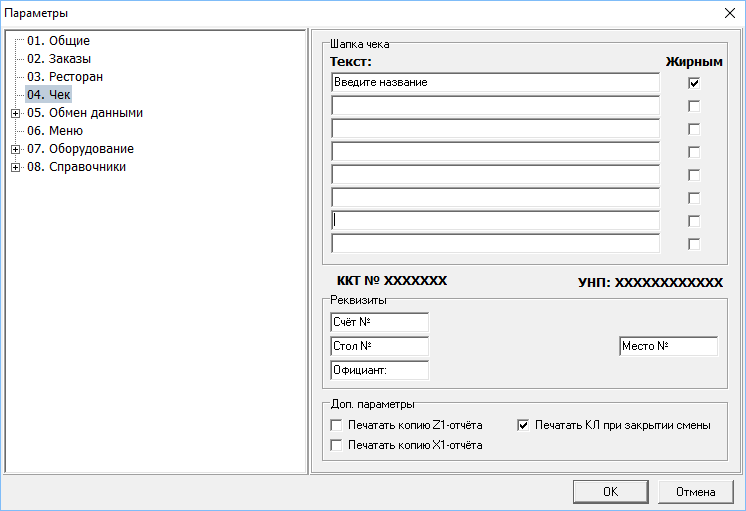 Параметры
01. Общие
02. Заказы
03. Ресторан
04. Чек
05. Обмен данными
06. Меню
07. Оборудование
08. Справочники
Шапка чека
Текст: Жирным
Введите название
ККТ № XXXXXXX УНП: XXXXXXXXXXXX
Реквизиты
Счёт №
Стол № Место №
Официант:
Доп. параметры
Печатать копию Z1-отчёта Печатать КЛ при закрытии смены
Печатать копию X1-отчёта
OK Отмена